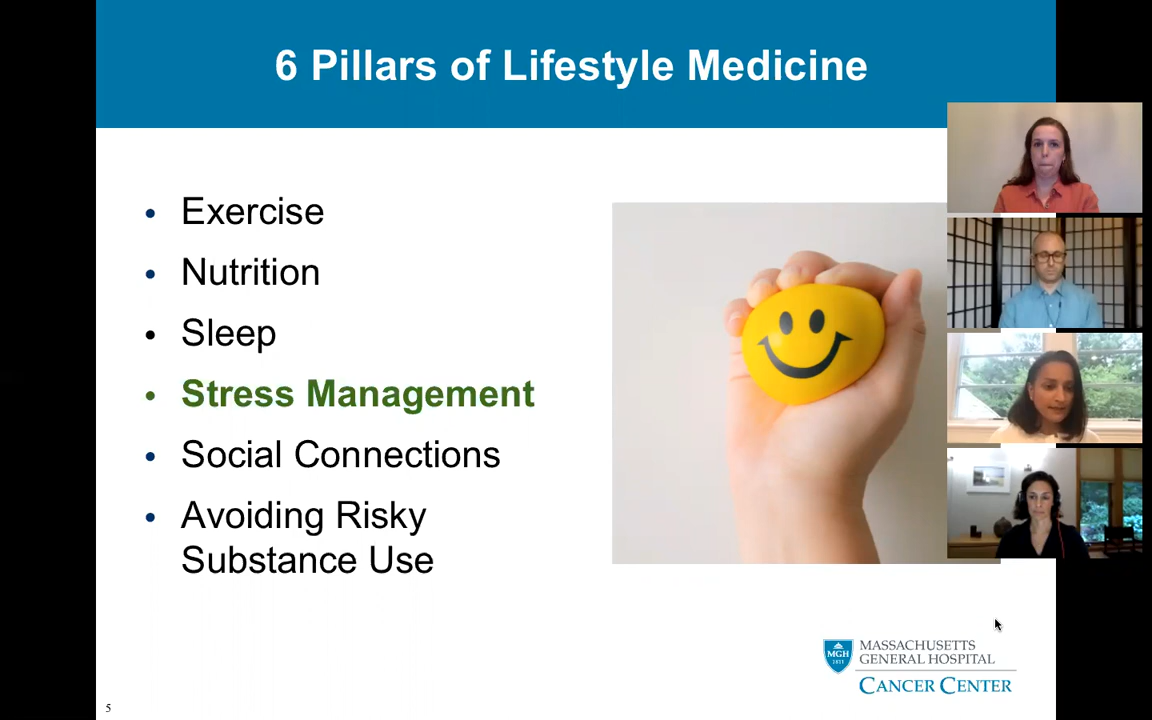 6 Pillars of Lifestyle Medicine
• Exercise
• Nutrition
• Sleep
• Stress Management
• Social Connections
• Avoiding Risky
Substance Use
MGH
1811
MASSACHUSETTS
GENERAL HOSPITAL
CANCER CENTER
5